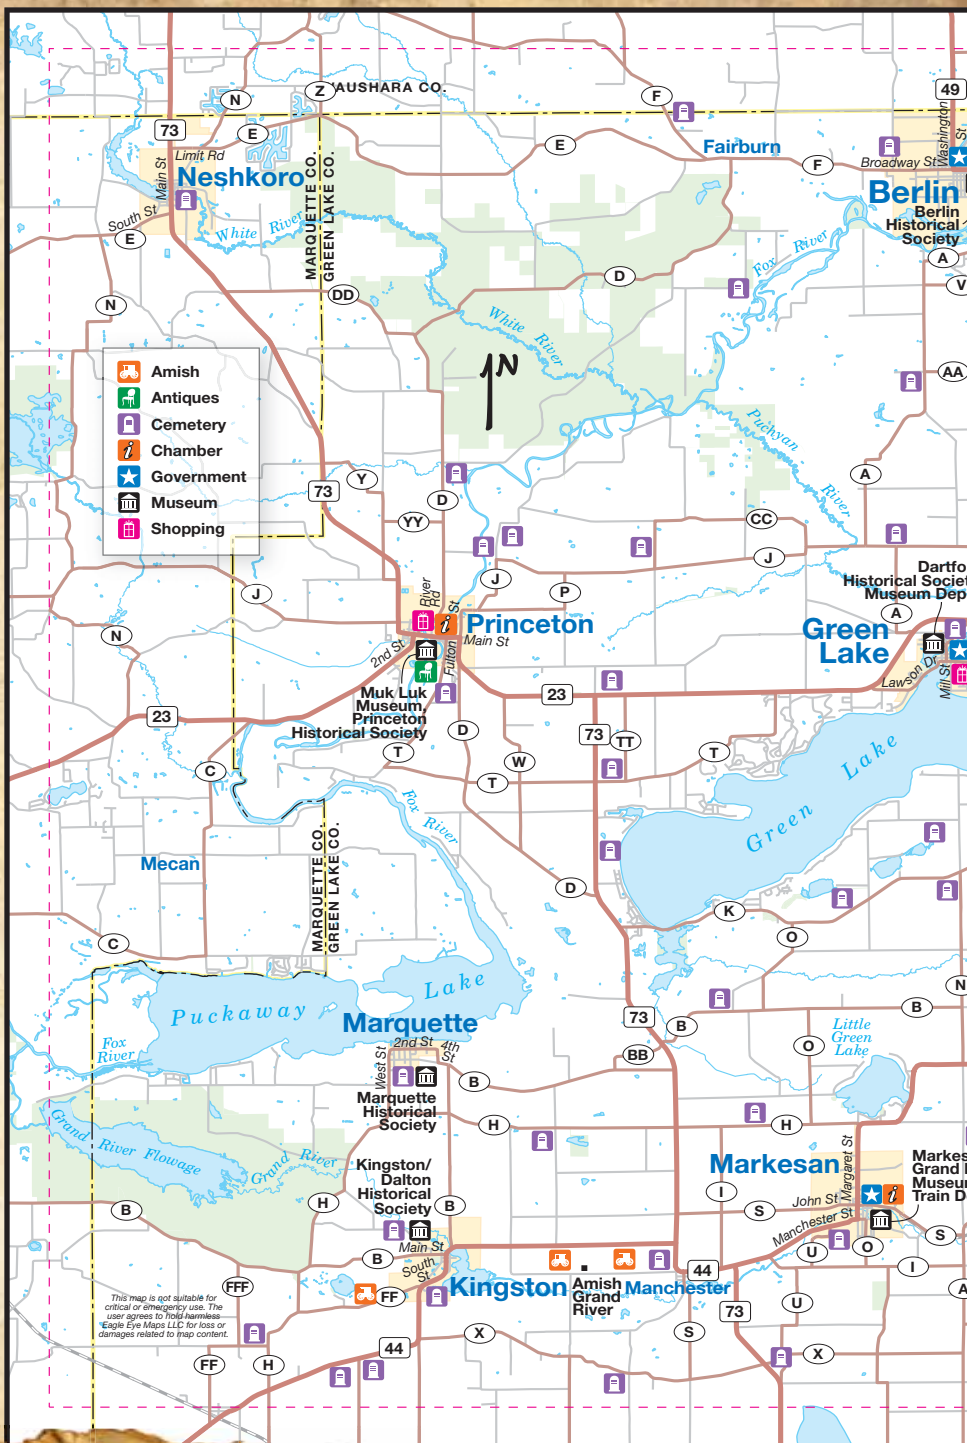 N
Z
WAUSHARA CO.
F
49
73
E
E
Limit Rd
Main St
Neshkoro
South St
E
White River
MARQUETTE CO.
GREEN LAKE CO.
Fairburn
F
Broadway St
Washington St
Berlin
Berlin
Historical
Society
A
V
Fox River
D
N
DD
White River
N
AA
Amish
Antiques
Cemetery
Chamber
Government
Museum
Shopping
Puchyan
River
A
Y
73
D
YY
CC
J
J
P
J
N
River Rd
St
Princeton
Main St
2nd St
Fulton
Muk Luk
Museum,
Princeton
Historical Society
Dartfo
Historical Societ
Museum Dep
A
Green
Lake
Lawson Dr
Mill St
23
23
73
TT
T
D
T
W
T
C
Green Lake
Fox River
Mecan
MARQUETTE CO.
GREEN LAKE CO.
D
K
O
C
Puckaway Lake
Marquette
2nd St
4th St
West St
Fox
River
73
B
BB
B
N
O
Little
Green
Lake
B
Marquette
Historical
Society
H
H
Grand River Flowage
Grand River
Kingston/
Dalton
Historical
Society
H
B
B
Main St
B
South St
FF
Kingston
Amish
Grand
River
Manchester
Markesan
Margaret St
John St
Manchester St
I
S
Markes
Grand
Museu
Train D
S
U
O
I
44
73
U
A
FFF
This map is not suitable for
critical or emergency use. The
user agrees to hold harmless
Eagle Eye Maps LLC for loss or
damages related to map content.
FF
H
44
X
S
X